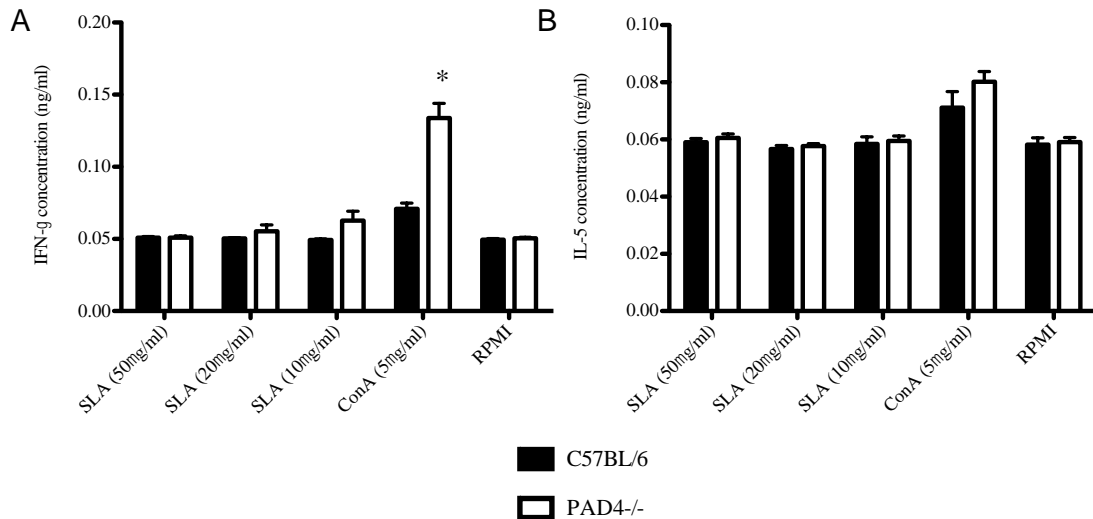 A
IFN-g concentration (ng/ml)
0.20
0.15
0.10
0.05
0.00
*
SLA (50mg/ml)
SLA (20mg/ml)
SLA (10mg/ml)
ConA (5mg/ml)
RPMI
B
IL-5 concentration (ng/ml)
0.10
0.08
0.06
0.04
0.02
0.00
SLA (50mg/ml)
SLA (20mg/ml)
SLA (10mg/ml)
ConA (5mg/ml)
RPMI
C57BL/6
PAD4-/-